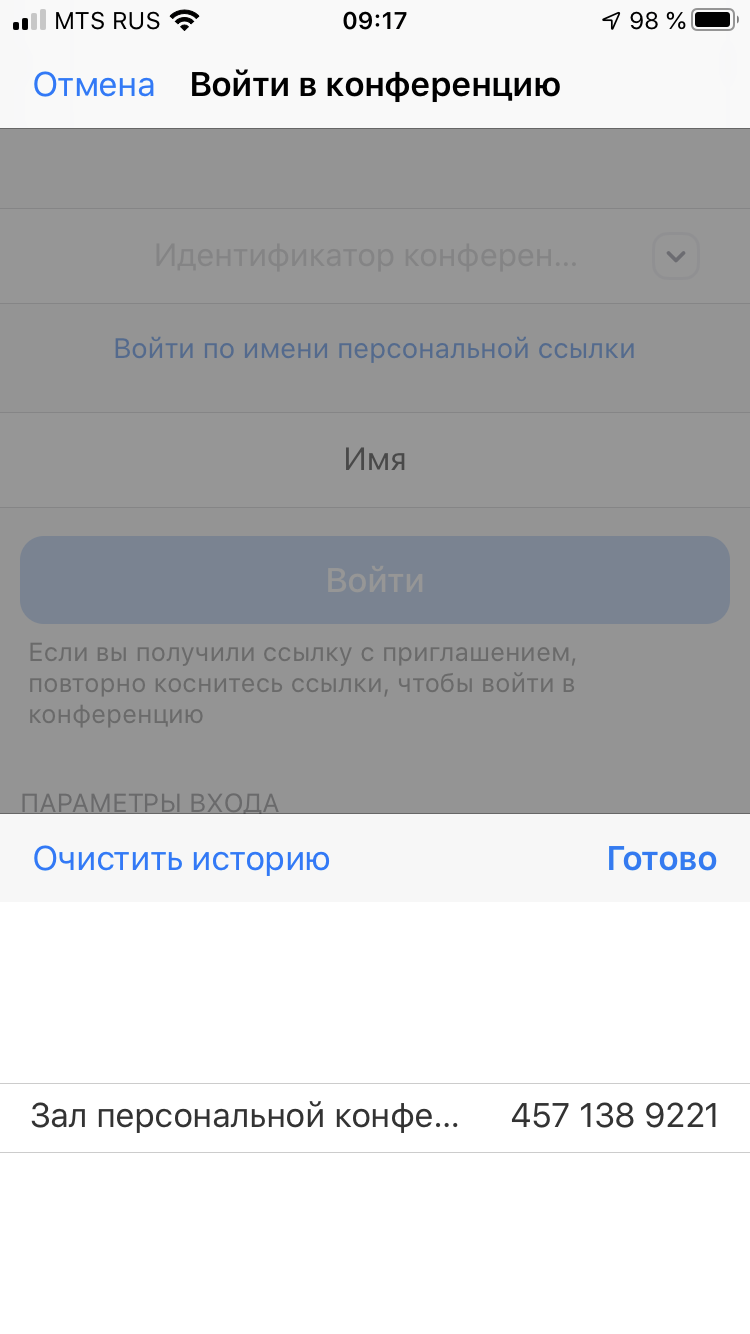 MTS RUS 09:17 98 %
Отмена Войти в конференцию
Идентификатор конферен...
Войти по имени персональной ссылки
Имя
Войти
Если вы получили ссылку с приглашением,
повторно коснитесь ссылки, чтобы войти в
конференцию
ПАРАМЕТРЫ ВХОДА
Очистить историю Готово
Зал персональной конфе... 457 138 9221